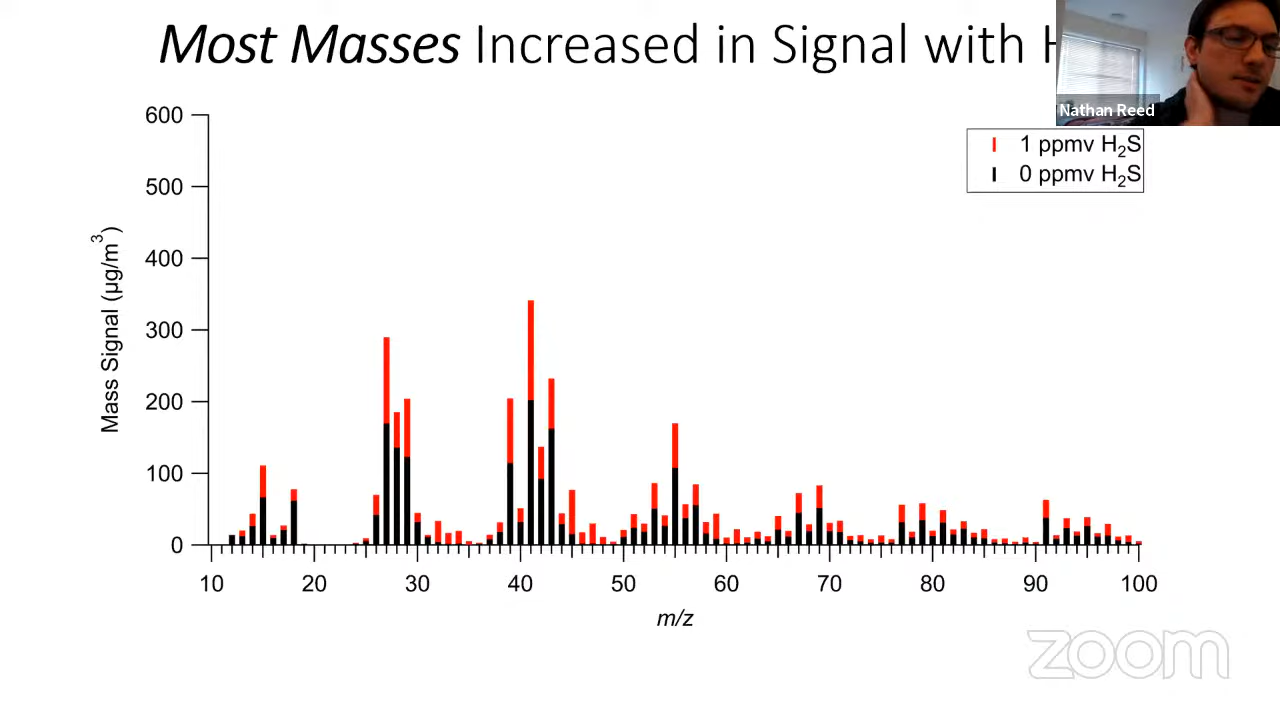 Most Masses Increased in Signal with
Nathan Reed
1 ppmv H₂S
0 ppmv H₂S
600
500
400
300
200
100
0
Mass Signal (µg/m³)
10 20 30 40 50 60 70 80 90 100
m/z
zoom